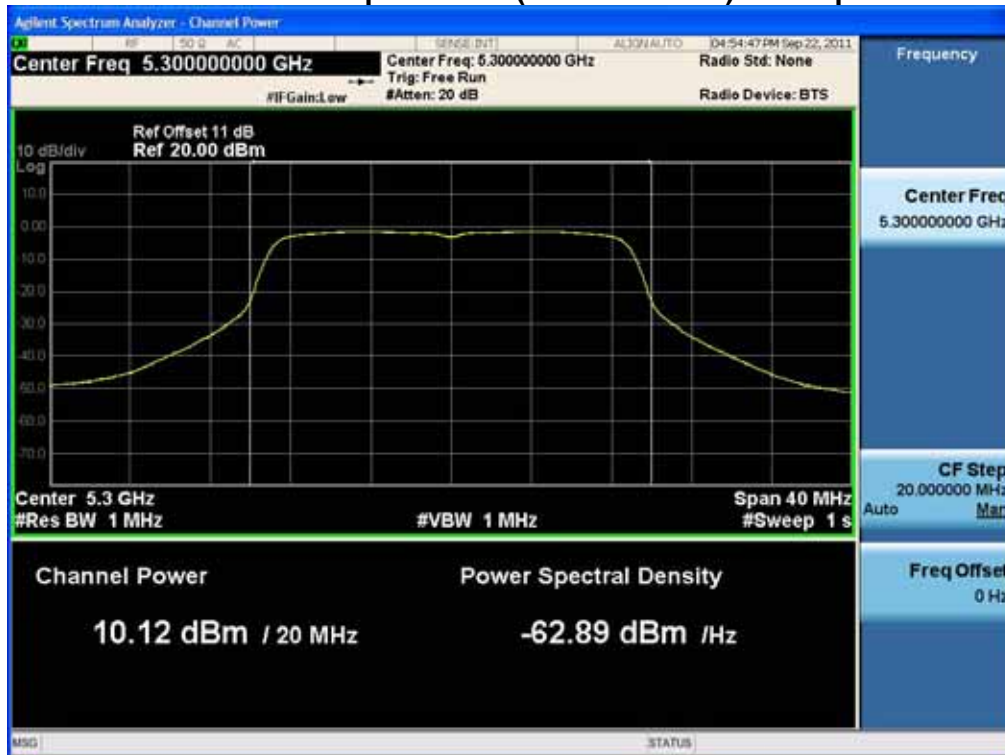 Agilent Spectrum Analyzer - Channel Power
RF 50 Ω AC SENSE:INT ALIGN AUTO 04:54:47 PM Sep 22, 2011
Center Freq 5.300000000 GHz
Center Freq: 5.300000000 GHz
Radio Std: None
Trig: Free Run
#IFGain:Low
#Atten: 20 dB
Radio Device: BTS
Ref Offset 11 dB
10 dB/div Ref 20.00 dBm
Log
10.0
0.00
-10.0
-20.0
-30.0
-40.0
-50.0
-60.0
-70.0
Center 5.3 GHz
Span 40 MHz
#Res BW 1 MHz
#VBW 1 MHz
#Sweep 1 s
Channel Power
Power Spectral Density
10.12 dBm / 20 MHz
-62.89 dBm /Hz
MSG
STATUS
Frequency
Center Freq
5.300000000 GHz
CF Step
20.000000 MHz
Auto Man
Freq Offset
0 Hz